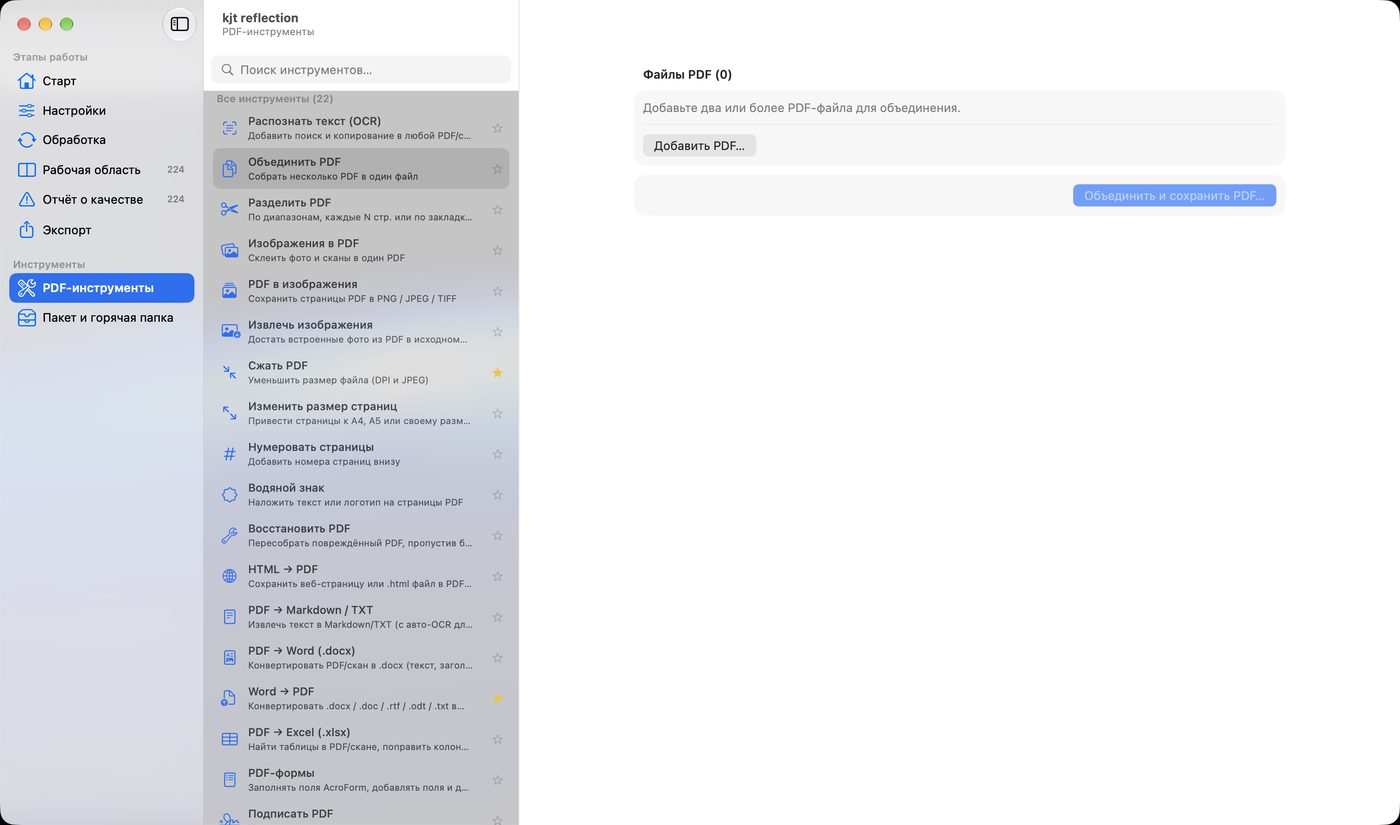 Этапы работы
Старт
Настройки
Обработка
Рабочая область 224
Отчёт о качестве 224
Экспорт
Инструменты
PDF-инструменты
Пакет и горячая папка
kjt reflection
PDF-инструменты
Поиск инструментов...
Все инструменты (22)
Распознать текст (OCR)
Добавить поиск и копирование в любой PDF/с...
Объединить PDF
Собрать несколько PDF в один файл
Разделить PDF
По диапазонам, каждые N стр. или по закладк...
Изображения в PDF
Склеить фото и сканы в один PDF
PDF в изображения
Сохранить страницы PDF в PNG / JPEG / TIFF
Извлечь изображения
Достать встроенные фото из PDF в исходном...
Сжать PDF
Уменьшить размер файла (DPI и JPEG)
Изменить размер страниц
Привести страницы к A4, A5 или своему разм...
Нумеровать страницы
Добавить номера страниц внизу
Водяной знак
Наложить текст или логотип на страницы PDF
Восстановить PDF
Пересобрать повреждённый PDF, пропустив б...
HTML → PDF
Сохранить веб-страницу или .html файл в PDF...
PDF → Markdown / TXT
Извлечь текст в Markdown/TXT (с авто-OCR дл...
PDF → Word (.docx)
Конвертировать PDF/скан в .docx (текст, загол...
Word → PDF
Конвертировать .docx / .doc / .rtf / .odt / .txt в...
PDF → Excel (.xlsx)
Найти таблицы в PDF/скане, поправить колон...
PDF-формы
Заполнять поля AcroForm, добавлять поля и д...
Подписать PDF
Файлы PDF (0)
Добавьте два или более PDF-файла для объединения.
Добавить PDF...
Объединить и сохранить PDF...